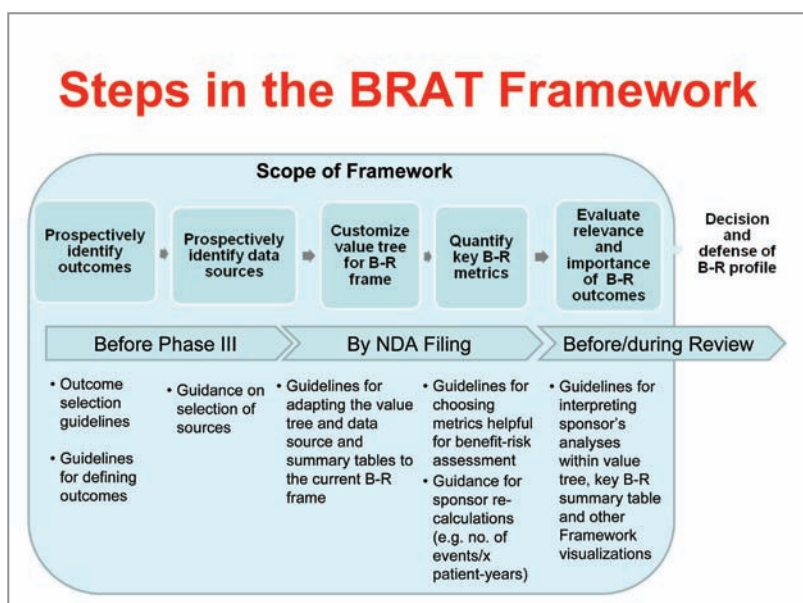 Steps in the BRAT Framework
Scope of Framework
Prospectively
identify
outcomes
Prospectively
identify data
sources
Customize
value tree
for B-R
frame
Quantify
key B-R
metrics
Evaluate
relevance
and
importance
of B-R
outcomes
Decision
and
defense of
B-R profile
Before Phase III
By NDA Filing
Before/during Review
• Outcome
selection
guidelines
• Guidelines
for defining
outcomes
• Guidance on
selection of
sources
• Guidelines for
adapting the value
tree and data
source and
summary tables to
the current B-R
frame
• Guidelines for
choosing
metrics helpful
for benefit-risk
assessment
• Guidance for
sponsor re-
calculations
(e.g. no. of
events/x
patient-years)
• Guidelines for
interpreting
sponsor's
analyses
within value
tree, key B-R
summary table
and other
Framework
visualizations